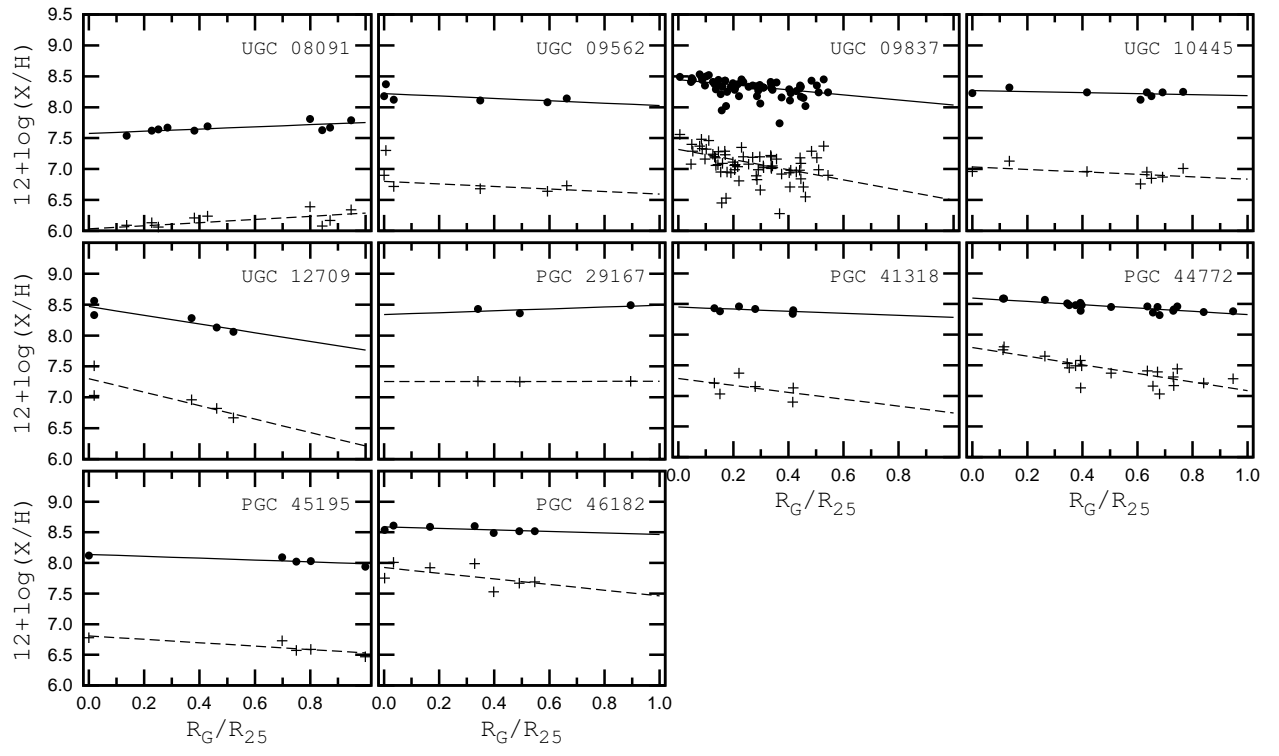 9.5
9.0
8.5
8.0
7.5
7.0
6.5
6.0
12+log(X/H)
UGC 08091
UGC 09562
UGC 09837
UGC 10445
9.0
8.5
8.0
7.5
7.0
6.5
6.0
12+log(X/H)
UGC 12709
PGC 29167
PGC 41318
PGC 44772
0.0 0.2 0.4 0.6 0.8 0.0 0.2 0.4 0.6 0.8 1.0
R_G/R_25
R_G/R_25
9.0
8.5
8.0
7.5
7.0
6.5
6.0
12+log(X/H)
PGC 45195
PGC 46182
0.0 0.2 0.4 0.6 0.8 0.0 0.2 0.4 0.6 0.8 1.0
R_G/R_25
R_G/R_25